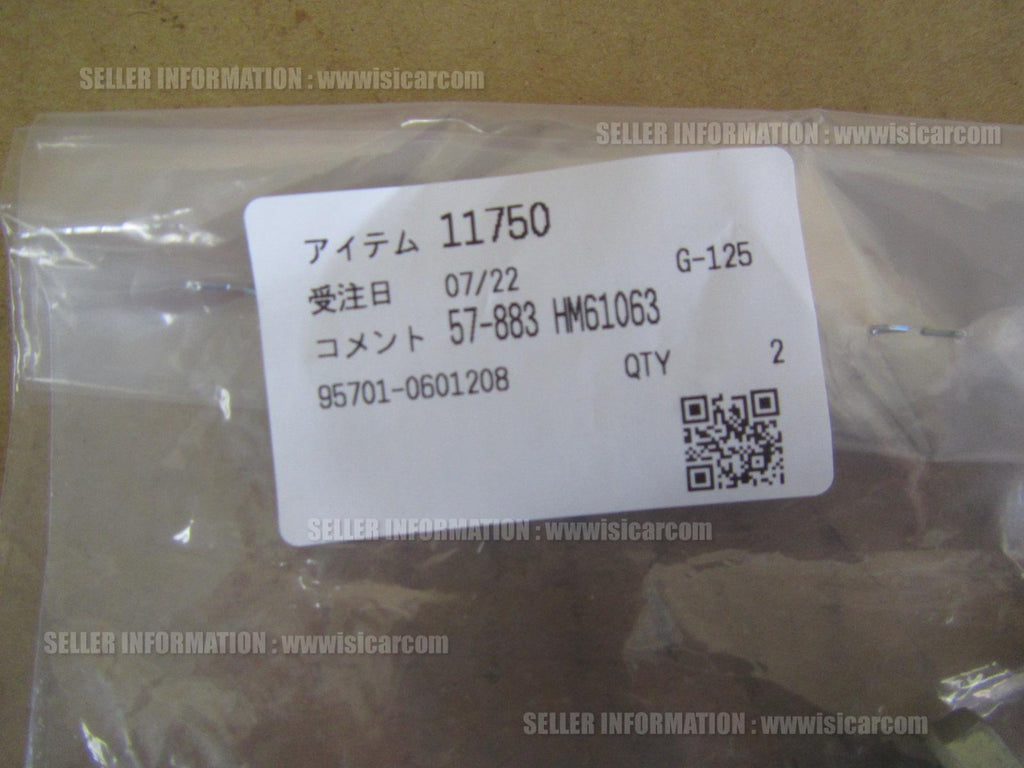 SELLER INFORMATION : wwwisicarcom
SELLER INFORMATION : wwwisicarcom
アイテム 11750
受注日 07/22 G-125
コメント 57-883 HM61063
95701-0601208 QTY 2
SELLER INFORMATION : wwwisicarcom
SELLER INFORMATION : wwwisicarcom
SELLER INFORMATION : wwwisicarcom